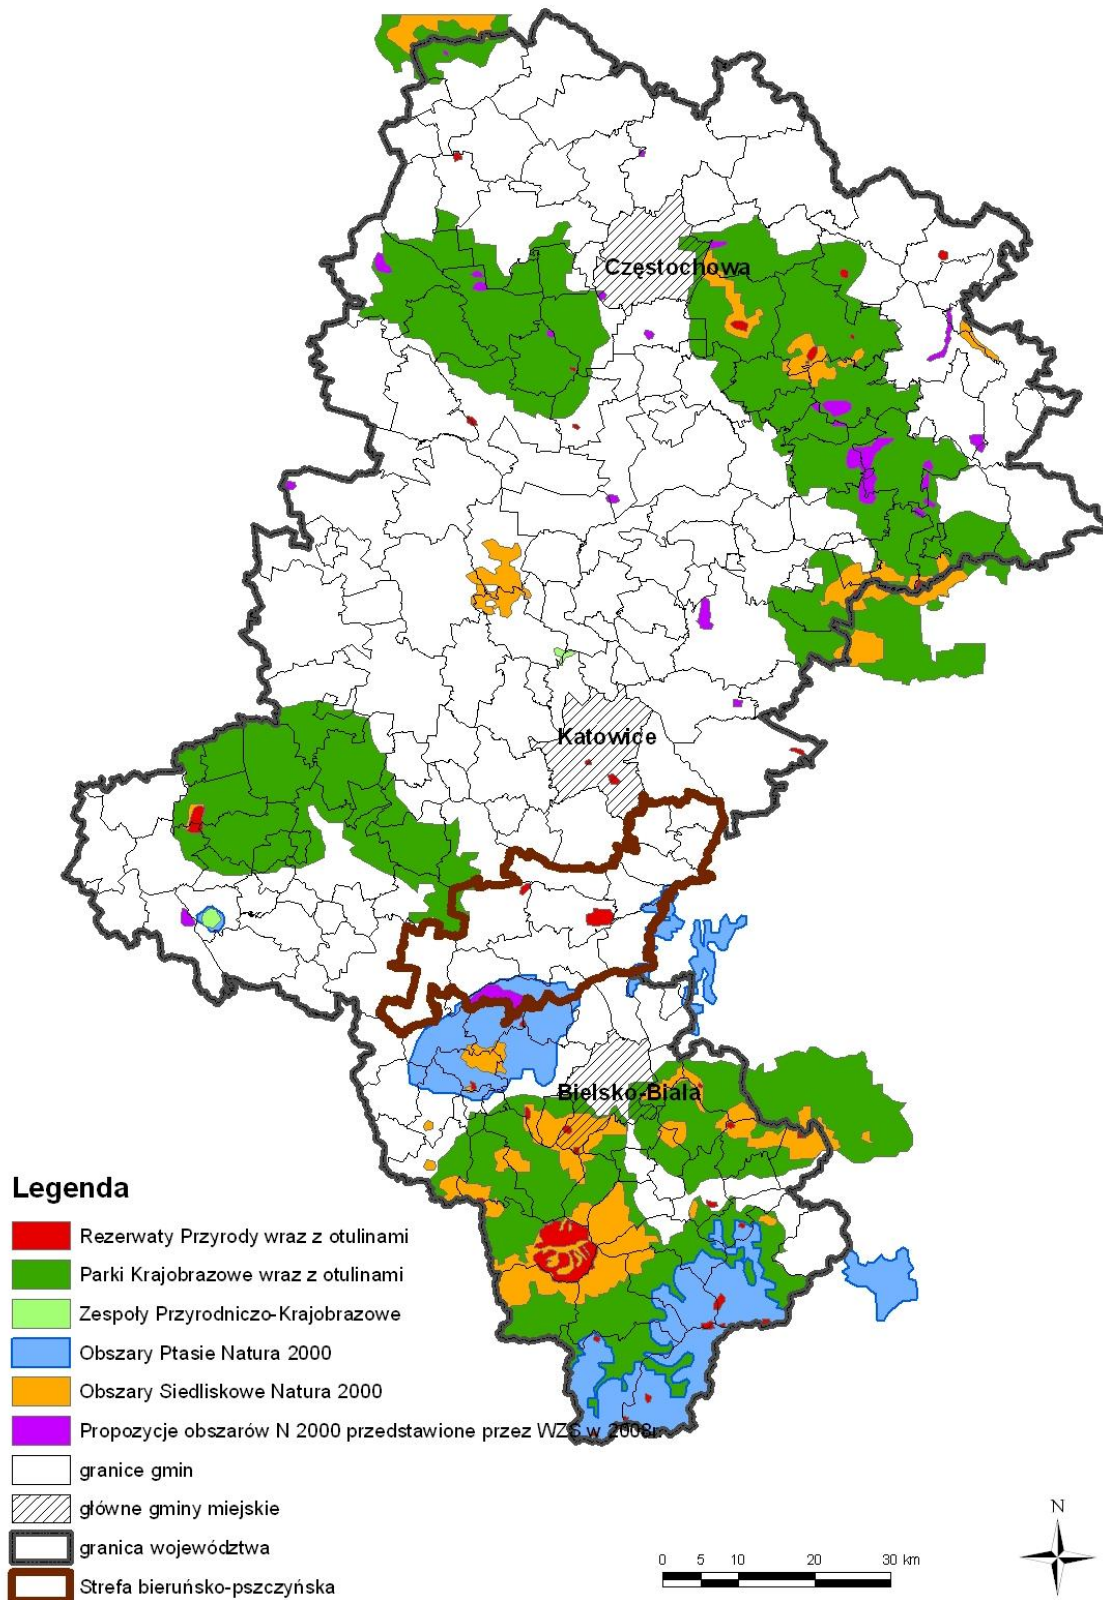 Częstochowa
Katowice
Bielsko-Biala
Legenda
Rezerwaty Przyrody wraz z otulinami
Parki Krajobrazowe wraz z otulinami
Zespoły Przyrodniczo-Krajobrazowe
Obszary Ptasie Natura 2000
Obszary Siedliskowe Natura 2000
Propozycje obszarów N 2000 przedstawione przez WZS w 2008r.
granice gmin
główne gminy miejskie
granica województwa
Strefa bieruńsko-pszczyńska
N
0 5 10 20 30 km